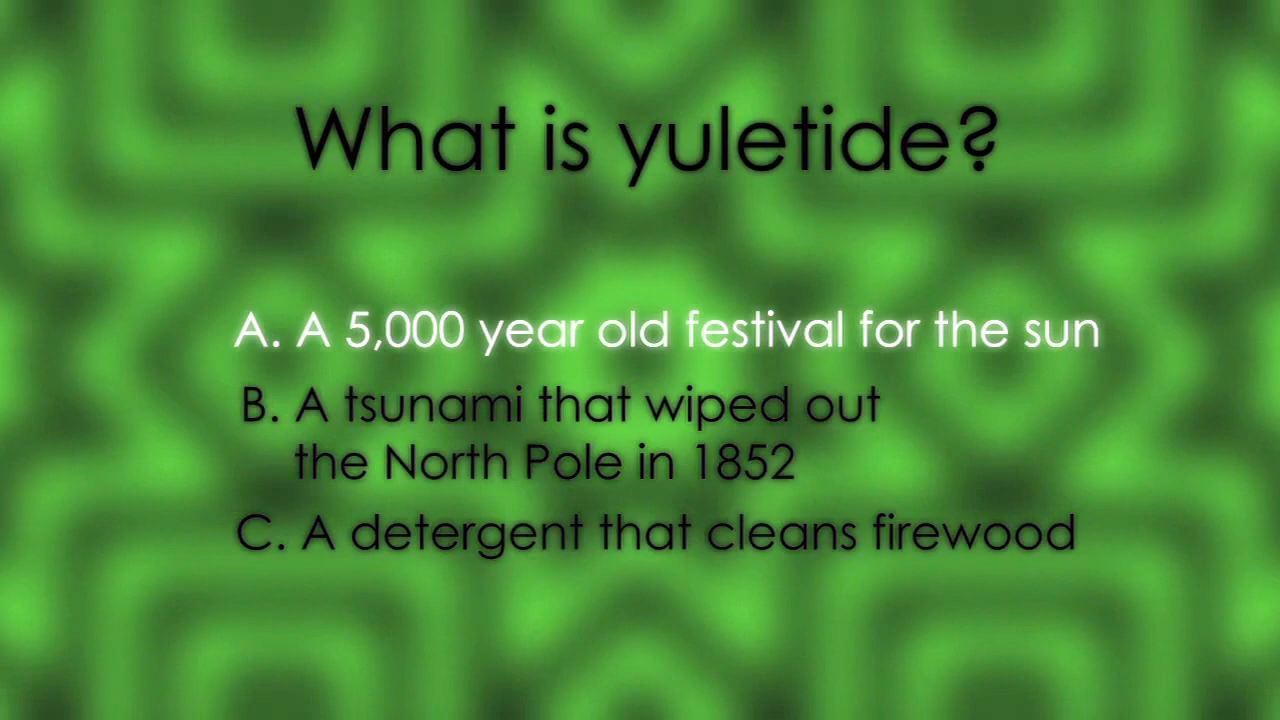 What is yuletide?
A. A 5,000 year old festival for the sun
B. A tsunami that wiped out
the North Pole in 1852
C. A detergent that cleans firewood